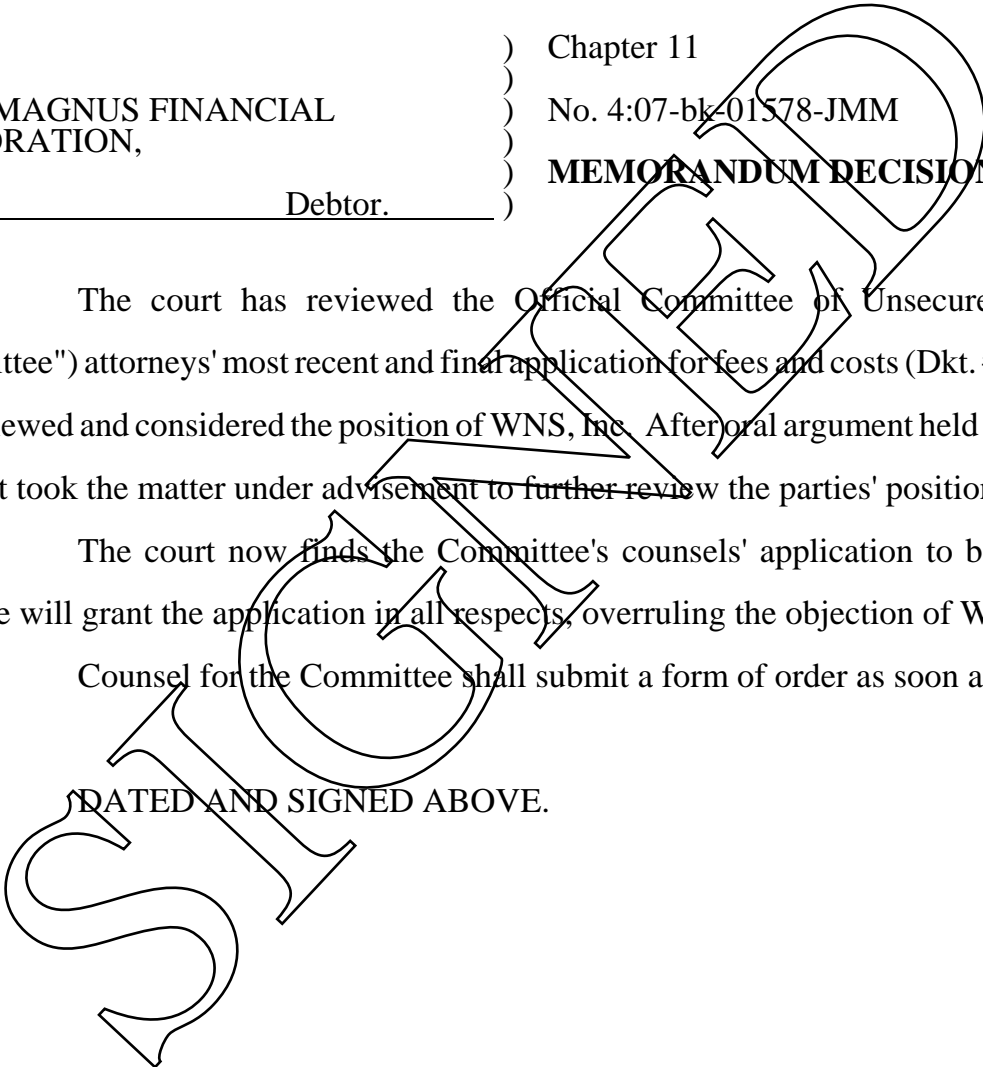 ) Chapter 11
)
MAGNUS FINANCIAL ) No. 4:07-bk-01578-JMM
ORATION, )
) MEMORANDUM DECISION
Debtor. )
The court has reviewed the Official Committee of Unsecure
ttee") attorneys' most recent and final application for fees and costs (Dkt.
ewed and considered the position of WNS, Inc. After oral argument held
t took the matter under advisement to further review the parties' position
The court now finds the Committee's counsels' application to b
e will grant the application in all respects, overruling the objection of W
Counsel for the Committee shall submit a form of order as soon a
DATED AND SIGNED ABOVE.
SIGNED